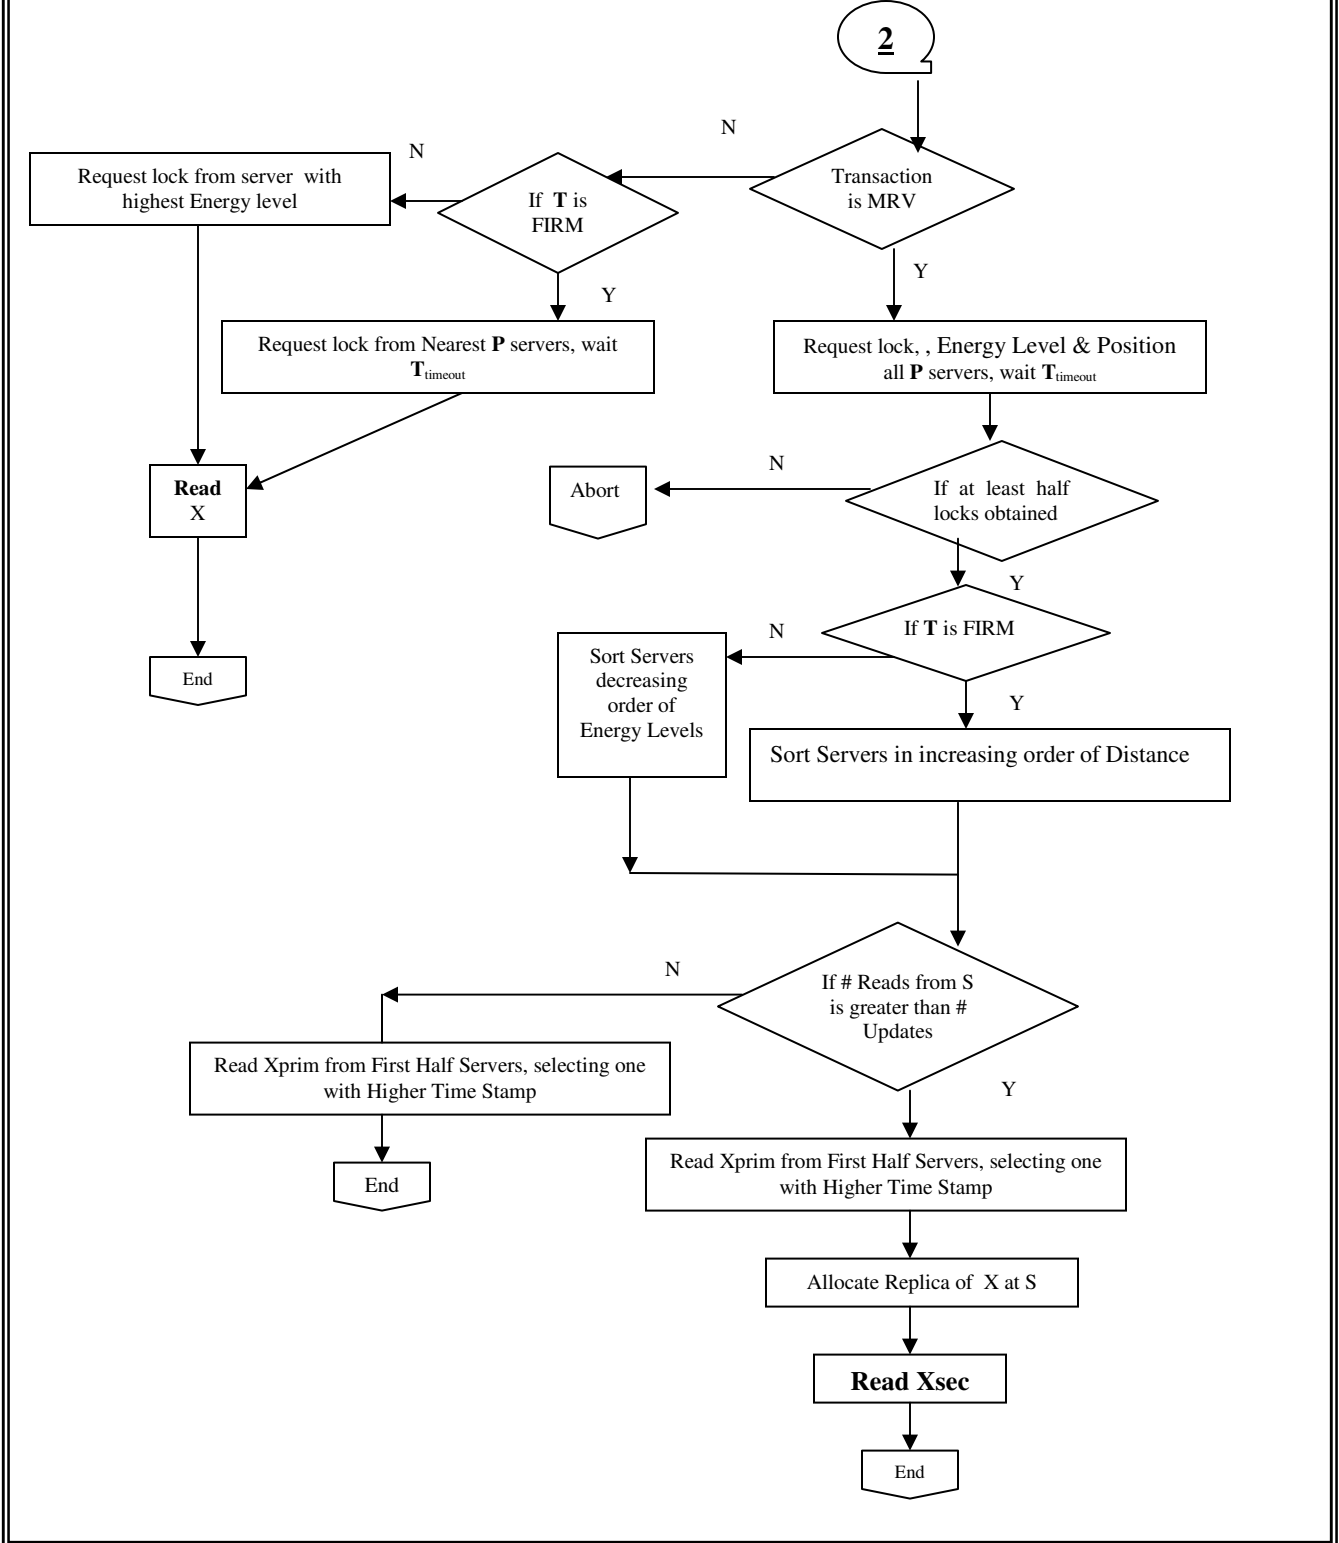 2
N
Transaction
is MRV
N
If T is
FIRM
Request lock from server with
highest Energy level
Y
Y
Request lock from Nearest P servers, wait
Ttimeout
Request lock, , Energy Level & Position
all P servers, wait Ttimeout
N
If at least half
locks obtained
Abort
Read
X
Y
If T is FIRM
N
Sort Servers
decreasing
order of
Energy Levels
End
Y
Sort Servers in increasing order of Distance
N
If # Reads from S
is greater than #
Updates
Read Xprim from First Half Servers, selecting one
with Higher Time Stamp
Y
Read Xprim from First Half Servers, selecting one
with Higher Time Stamp
End
Allocate Replica of X at S
Read Xsec
End